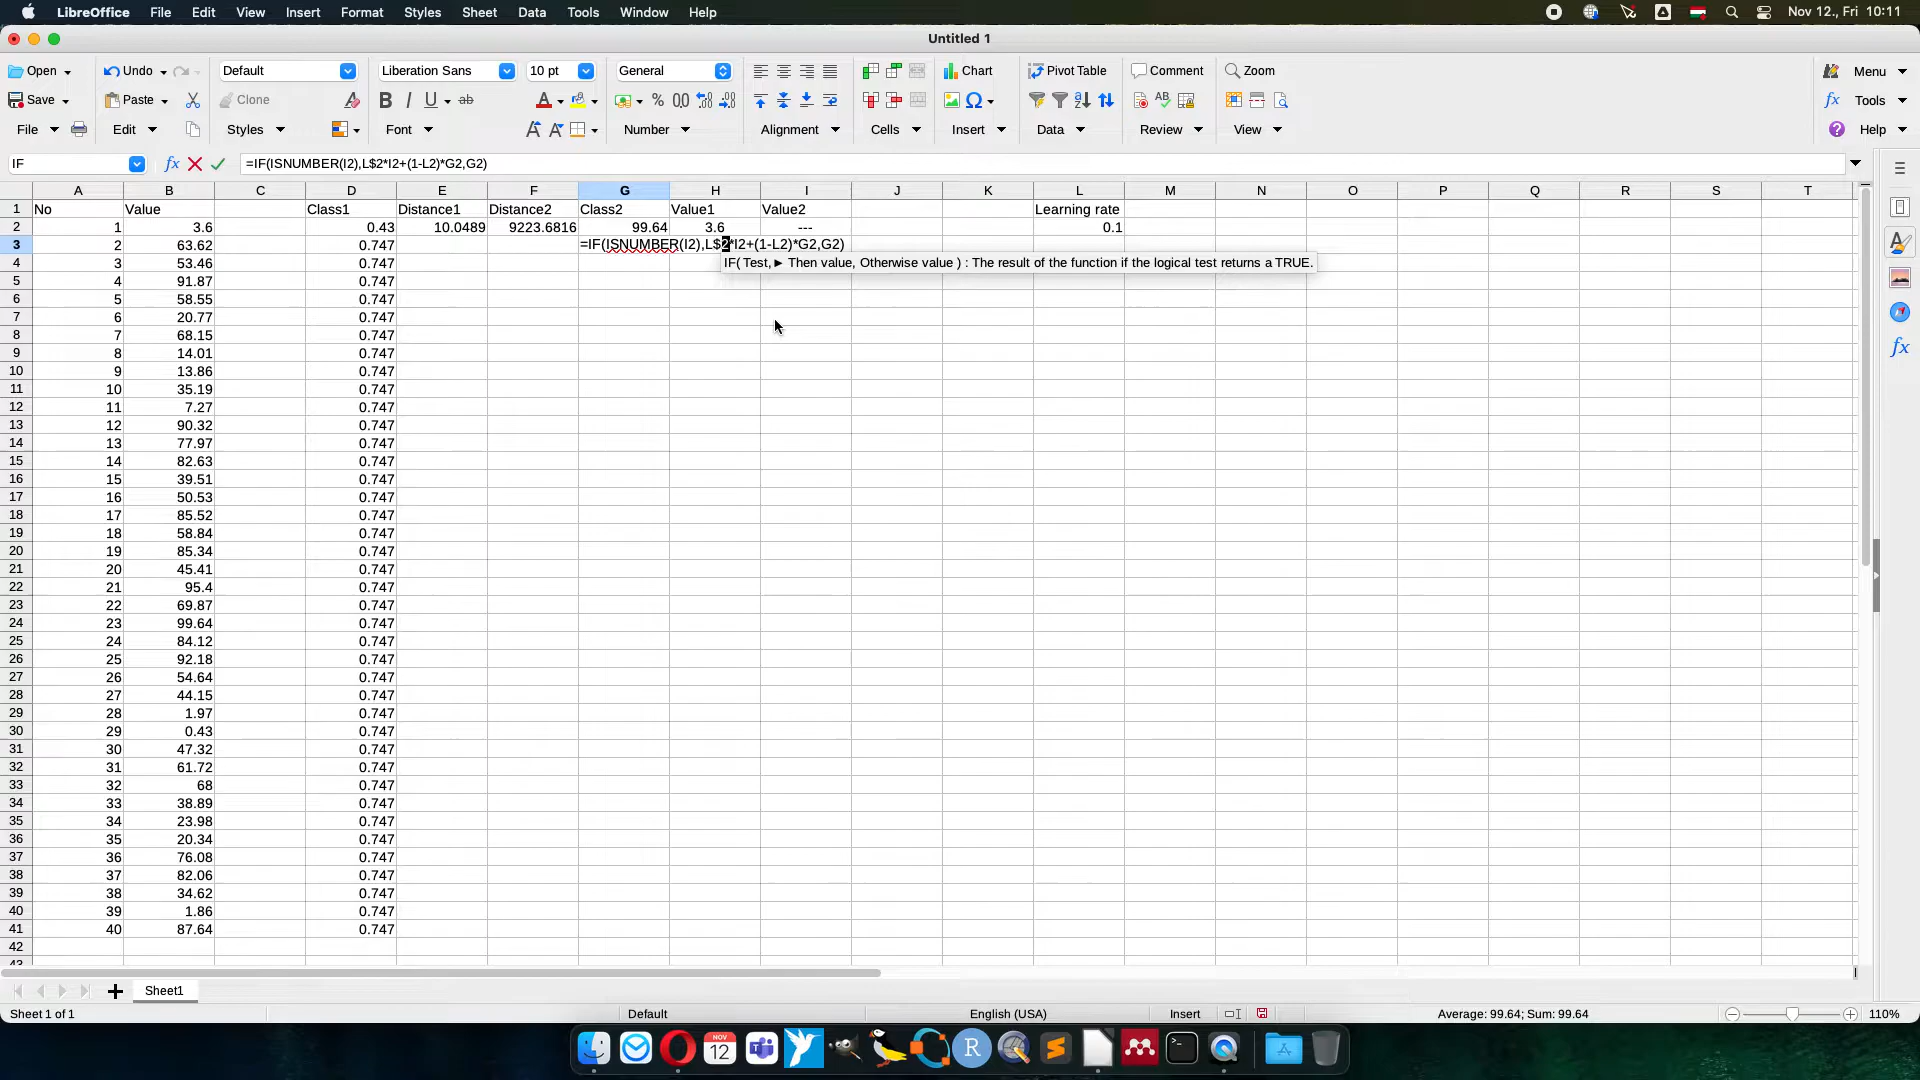 LibreOffice File Edit View Insert Format Styles Sheet Data Tools Window Help Nov 12., Fri 10:11
Untitled 1
Open Undo Default Liberation Sans 10 pt General Chart Pivot Table Comment Zoom Menu
Save Paste Clone Tools
File Edit Styles Font Number Alignment Cells Insert Data Review View Help
IF =IF(ISNUMBER(I2),L$2*I2+(1-L2)*G2,G2)
A B C D E F G H I J K L M N O P Q R S T
1 No Value Class1 Distance1 Distance2 Class2 Value1 Value2 Learning rate
2 1 3.6 0.43 10.0489 9223.6816 99.64 3.6 --- 0.1
3 2 63.62 0.747 =IF(ISNUMBER(I2),L$2*I2+(1-L2)*G2,G2)
4 3 53.46 0.747 IF( Test, ► Then value, Otherwise value ) : The result of the function if the logical test returns a TRUE.
5 4 91.87 0.747
6 5 58.55 0.747
7 6 20.77 0.747
8 7 68.15 0.747
9 8 14.01 0.747
10 9 13.86 0.747
11 10 35.19 0.747
12 11 7.27 0.747
13 12 90.32 0.747
14 13 77.97 0.747
15 14 82.63 0.747
16 15 39.51 0.747
17 16 50.53 0.747
18 17 85.52 0.747
19 18 58.84 0.747
20 19 85.34 0.747
21 20 45.41 0.747
22 21 95.4 0.747
23 22 69.87 0.747
24 23 99.64 0.747
25 24 84.12 0.747
26 25 92.18 0.747
27 26 54.64 0.747
28 27 44.15 0.747
29 28 1.97 0.747
30 29 0.43 0.747
31 30 47.32 0.747
32 31 61.72 0.747
33 32 68 0.747
34 33 38.89 0.747
35 34 23.98 0.747
36 35 20.34 0.747
37 36 76.08 0.747
38 37 82.06 0.747
39 38 34.62 0.747
40 39 1.86 0.747
41 40 87.64 0.747
42
43
Sheet1
Sheet 1 of 1 Default English (USA) Insert Average: 99.64; Sum: 99.64 110%
NOV 12